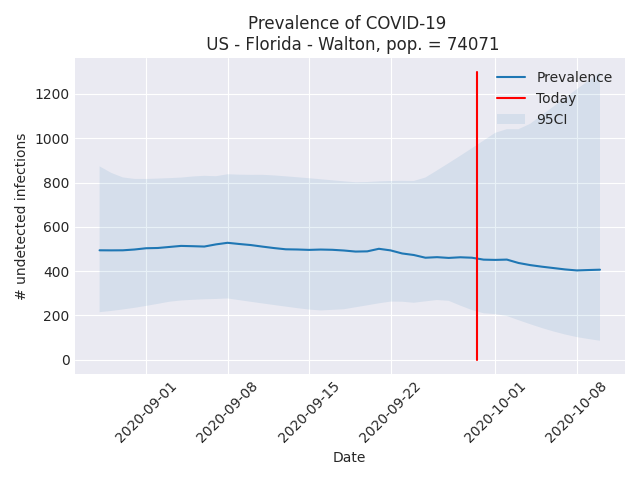 Prevalence of COVID-19
US - Florida - Walton, pop. = 74071
Prevalence
Today
95CI
# undetected infections
1200
1000
800
600
400
200
0
2020-09-01
2020-09-08
2020-09-15
2020-09-22
2020-10-01
2020-10-08
Date